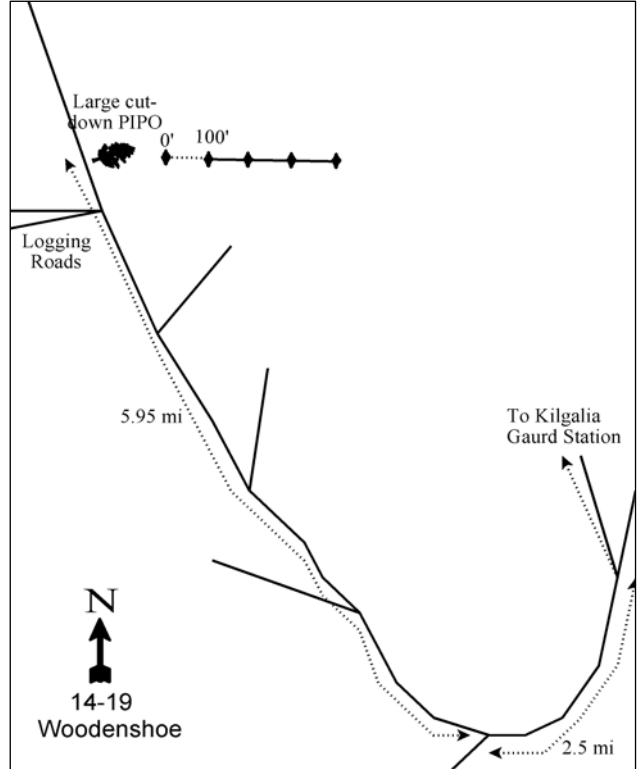 Large cut-
down PIPO
0'
100'
Logging
Roads
5.95 mi
To Kilgalia
Gaurd Station
N
14-19
Woodenshoe
2.5 mi